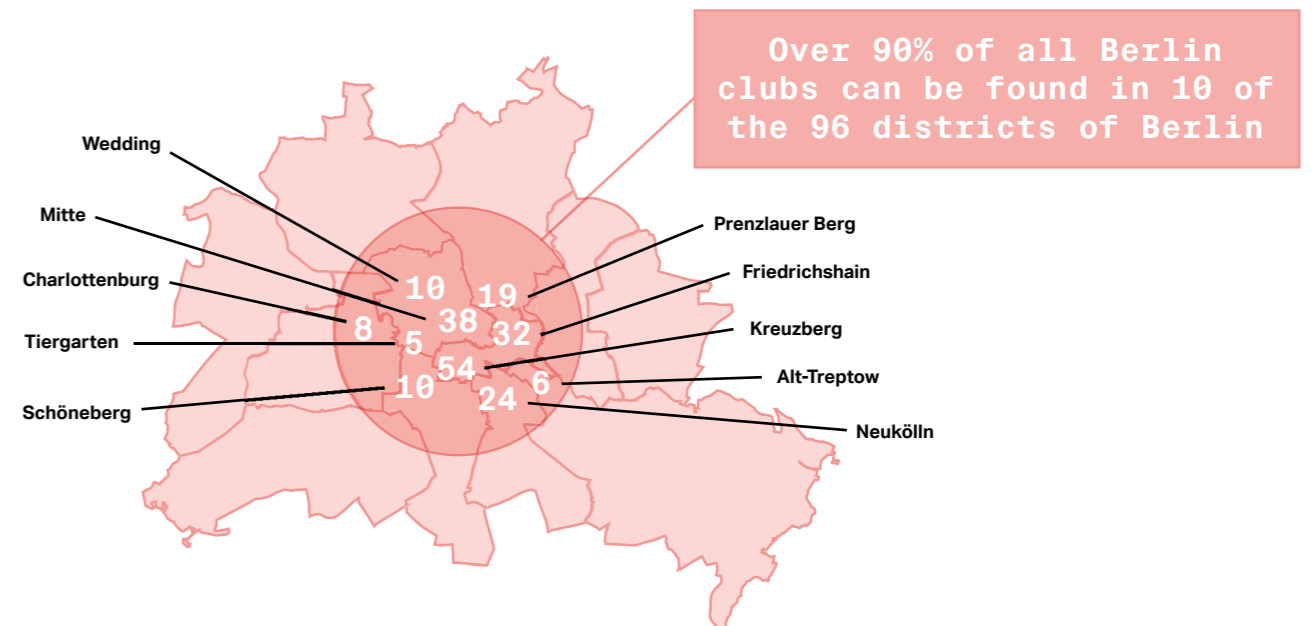 Over 90% of all Berlin
clubs can be found in 10 of
the 96 districts of Berlin
Wedding
Mitte
Charlottenburg
Tiergarten
Schöneberg
Prenzlauer Berg
Friedrichshain
Kreuzberg
Alt-Treptow
Neukölln
10
19
38
8
32
5
54
10
6
24